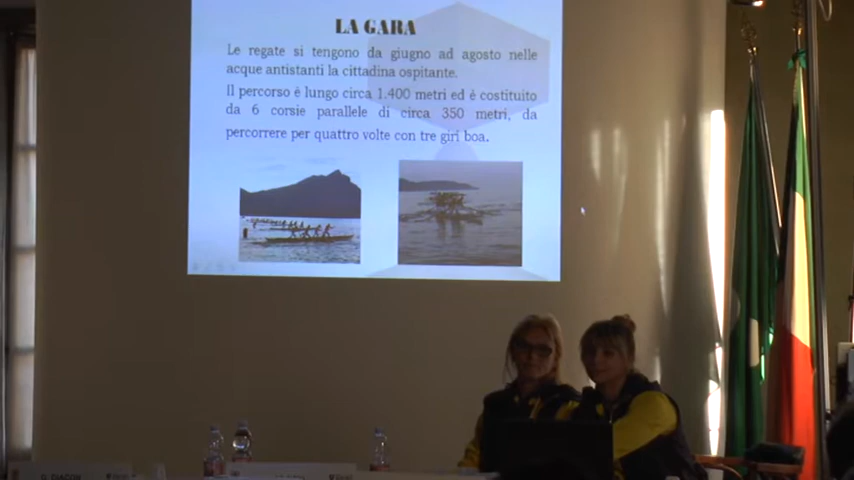 LA GARA
Le regate si tengono da giugno ad agosto nelle
acque antistanti la cittadina ospitante.
Il percorso è lungo circa 1.400 metri ed è costituito
da 6 corsie parallele di circa 350 metri, da
percorrere per quattro volte con tre giri boa.